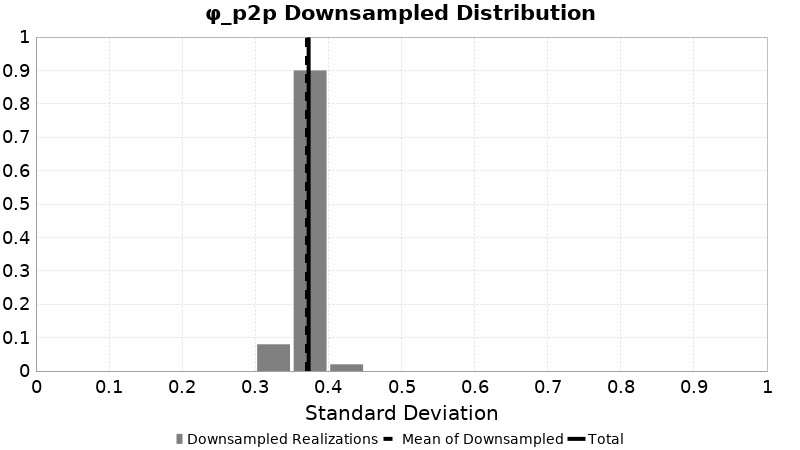 φ_p2p Downsampled Distribution
1
0.9
0.8
0.7
0.6
0.5
0.4
0.3
0.2
0.1
0
0 0.1 0.2 0.3 0.4 0.5 0.6 0.7 0.8 0.9 1
Standard Deviation
Downsampled Realizations Mean of Downsampled Total